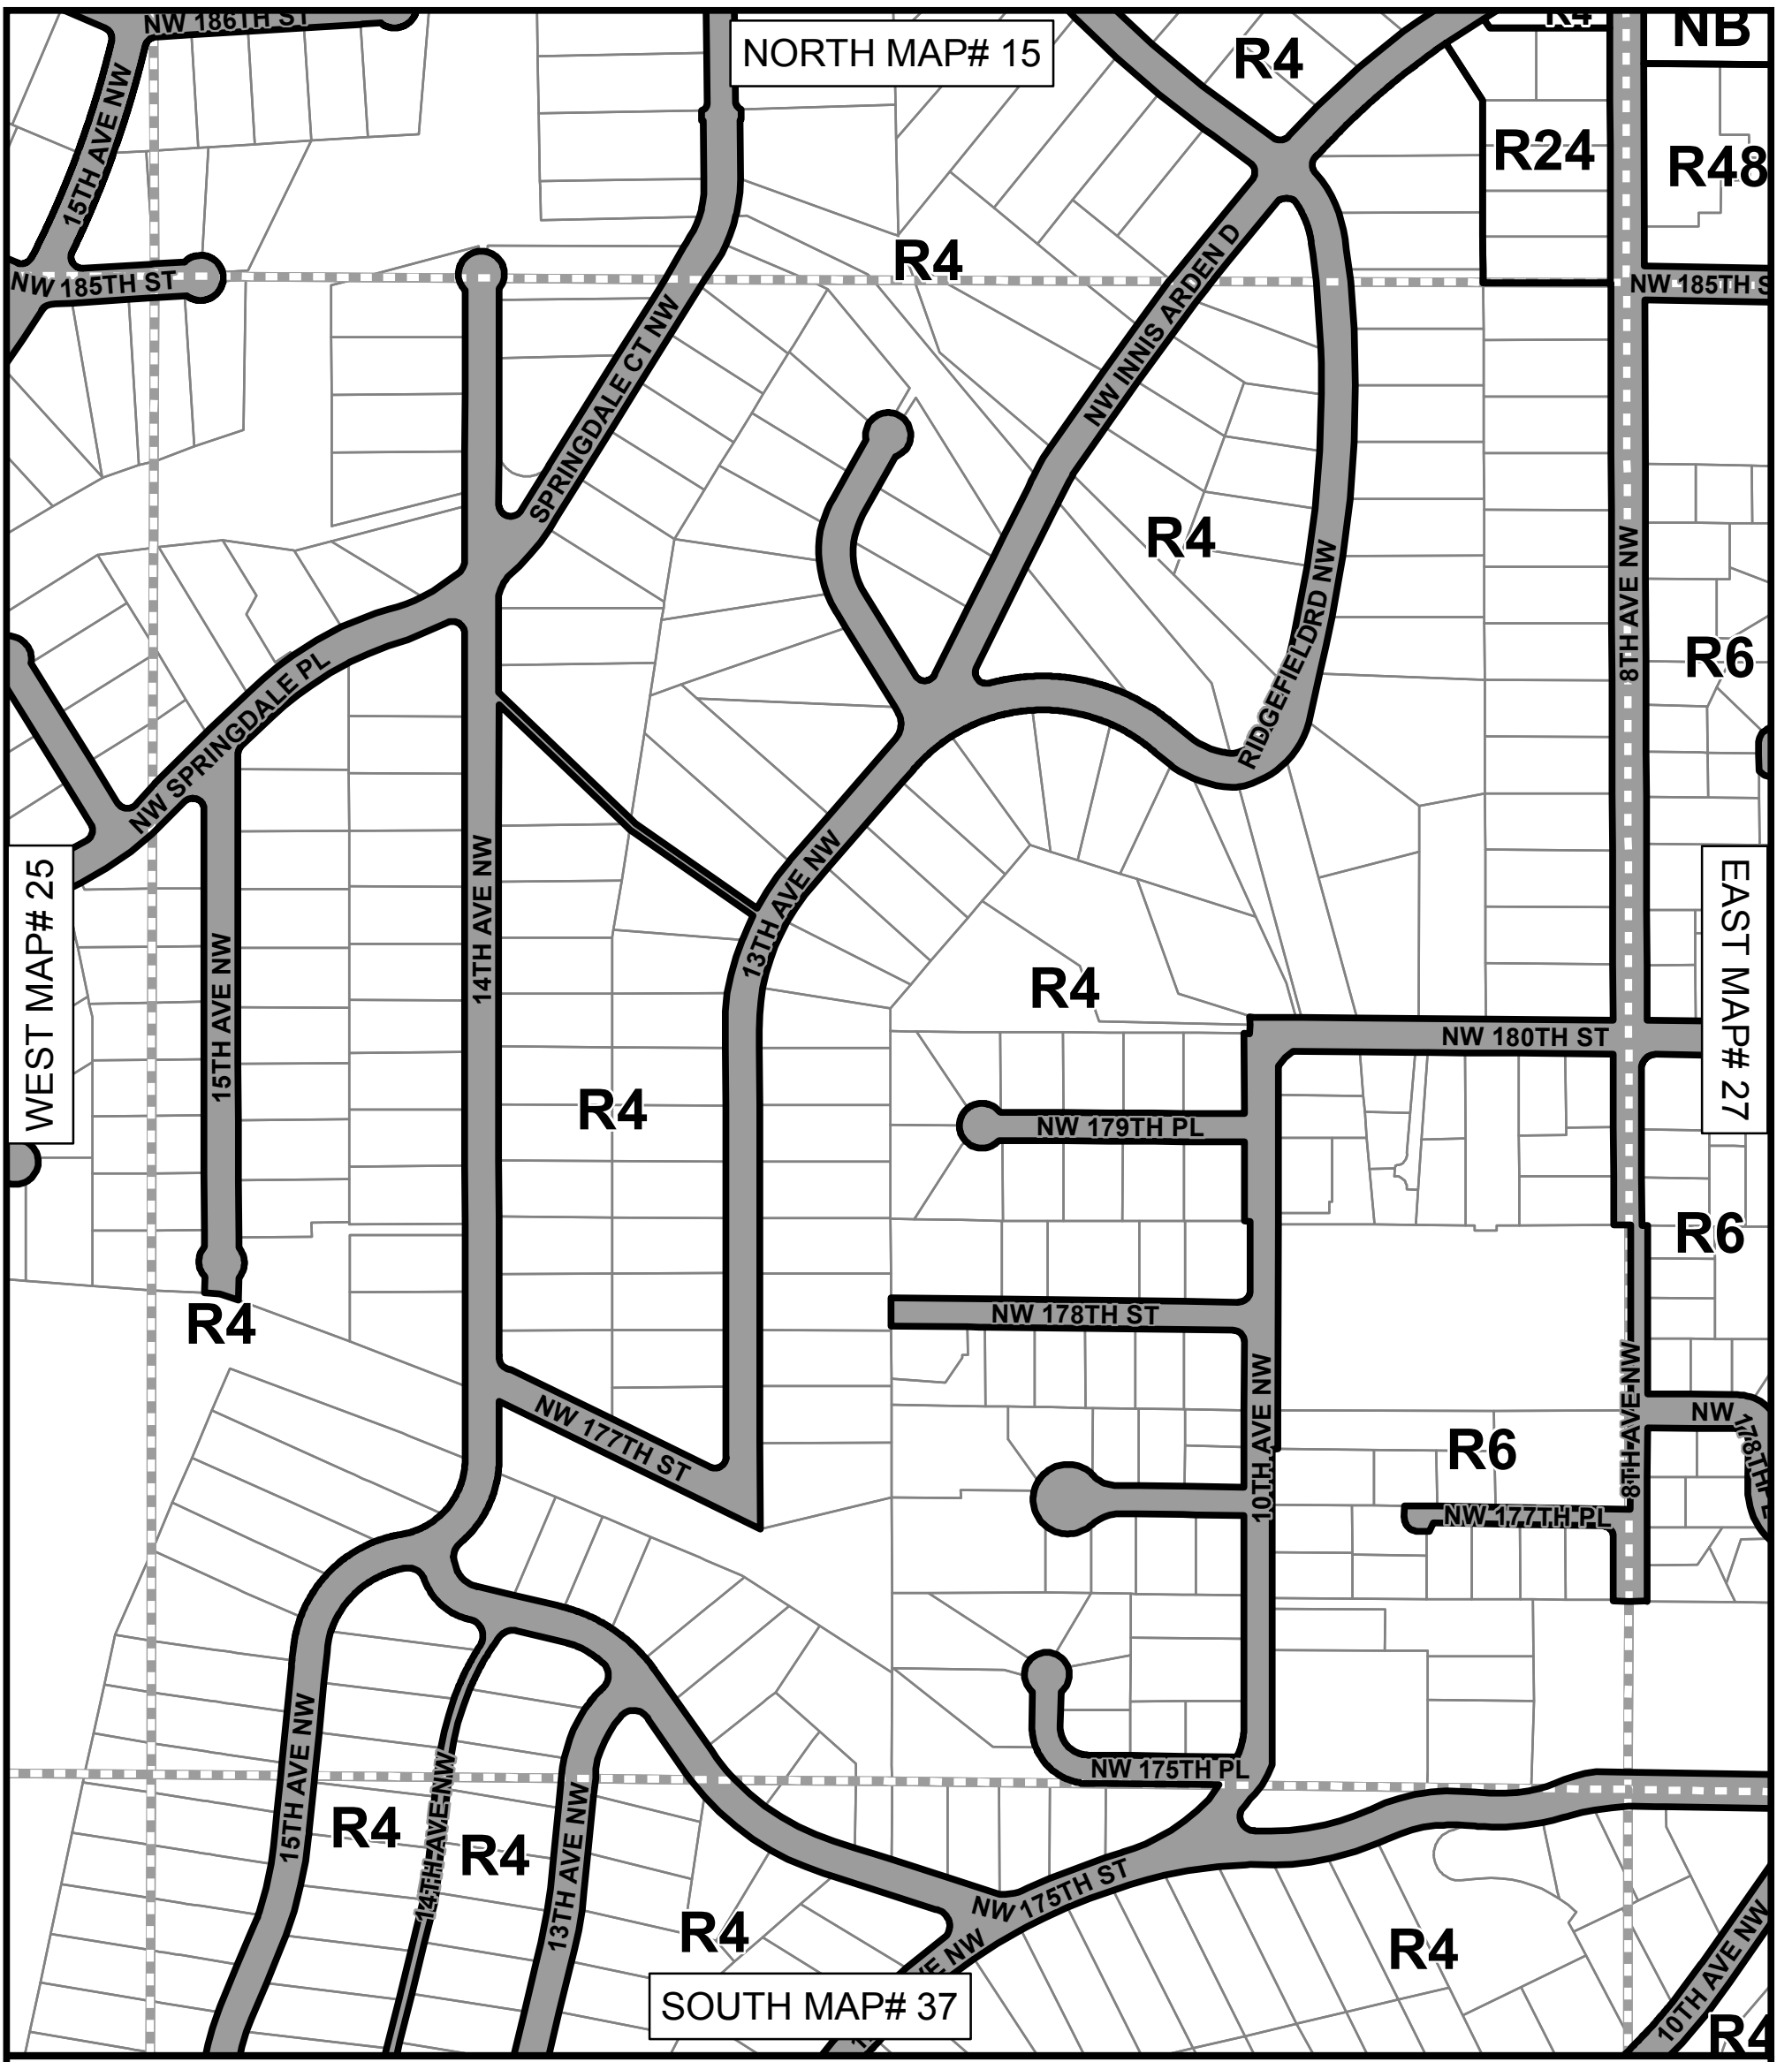 NW 186TH ST
R4
NB
NORTH MAP# 15
R4
15TH AVE NW
R24
R48
NW 185TH ST
R4
NW 185TH S
NW INNIS ARDEN D
SPRINGDALE CT NW
R4
8TH AVE NW
RIDGEFIELDRD NW
R6
NW SPRINGDALE PL
WEST MAP# 25
14TH AVE NW
13TH AVE NW
EAST MAP# 27
15TH AVE NW
R4
NW 180TH ST
R4
NW 179TH PL
R6
R4
NW 178TH ST
10TH AVE NW
8TH AVE NW
NW 178TH
NW 177TH ST
R6
NW 177TH PL
15TH AVE NW
14TH AVE NW
13TH AVE NW
NW 175TH PL
R4
R4
NW 175TH ST
R4
R4
VE NW
SOUTH MAP# 37
10TH AVE NW
R4